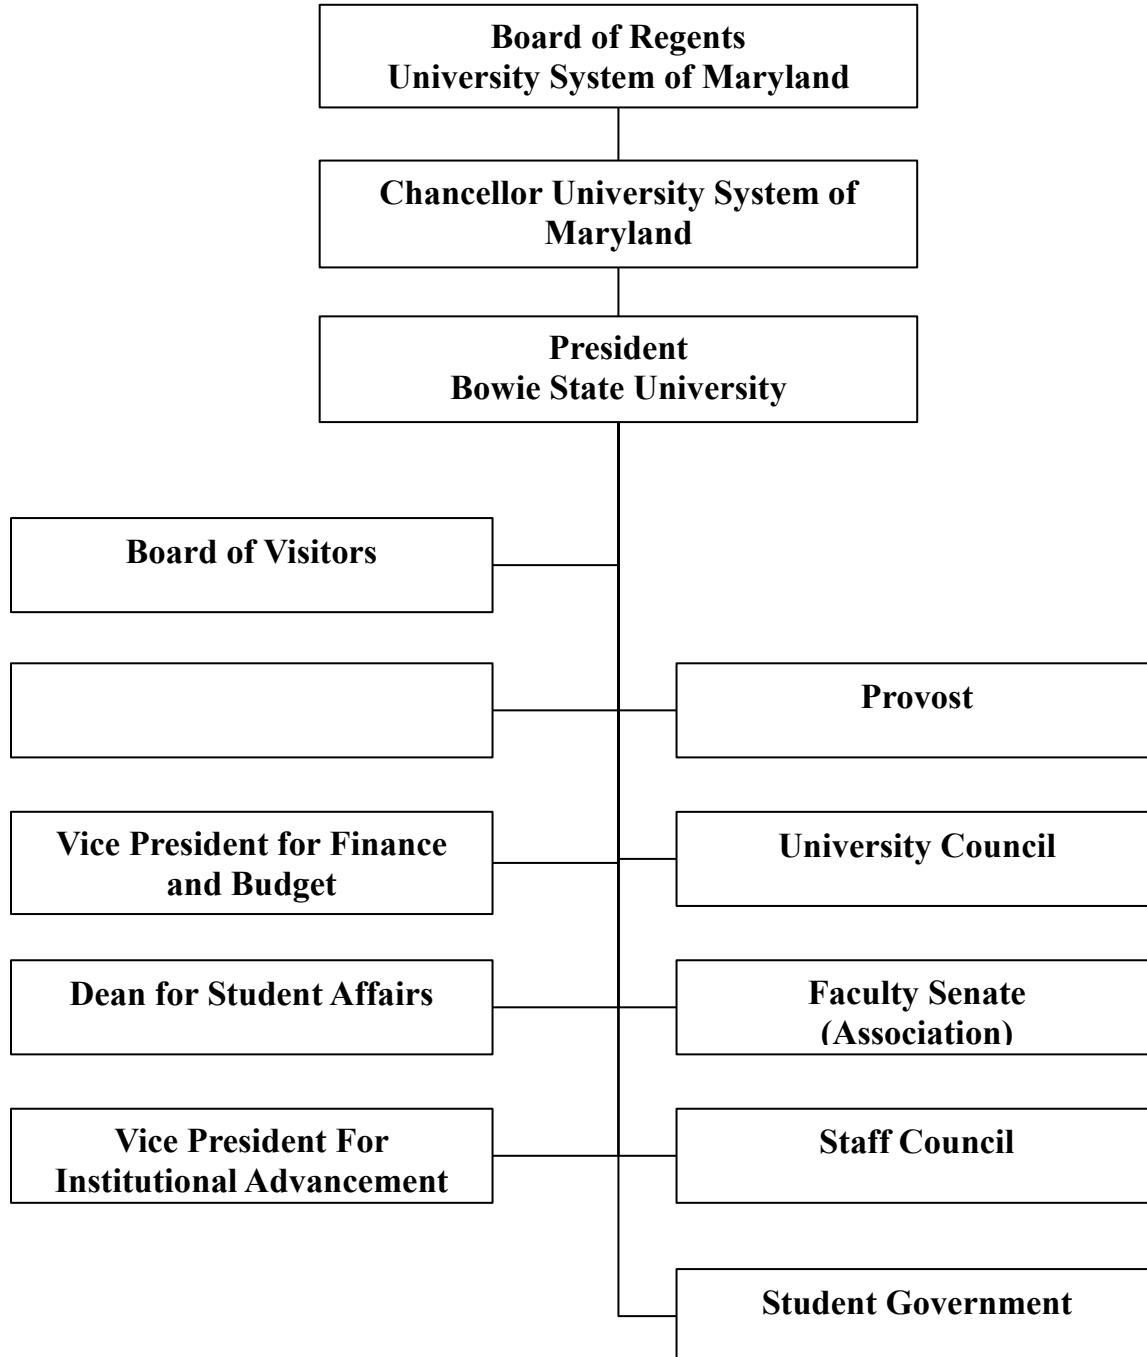 Board of Regents
University System of Maryland
Chancellor University System of
Maryland
President
Bowie State University
Board of Visitors
Provost
Vice President for Finance
and Budget
University Council
Dean for Student Affairs
Faculty Senate
(Association)
Vice President For
Institutional Advancement
Staff Council
Student Government